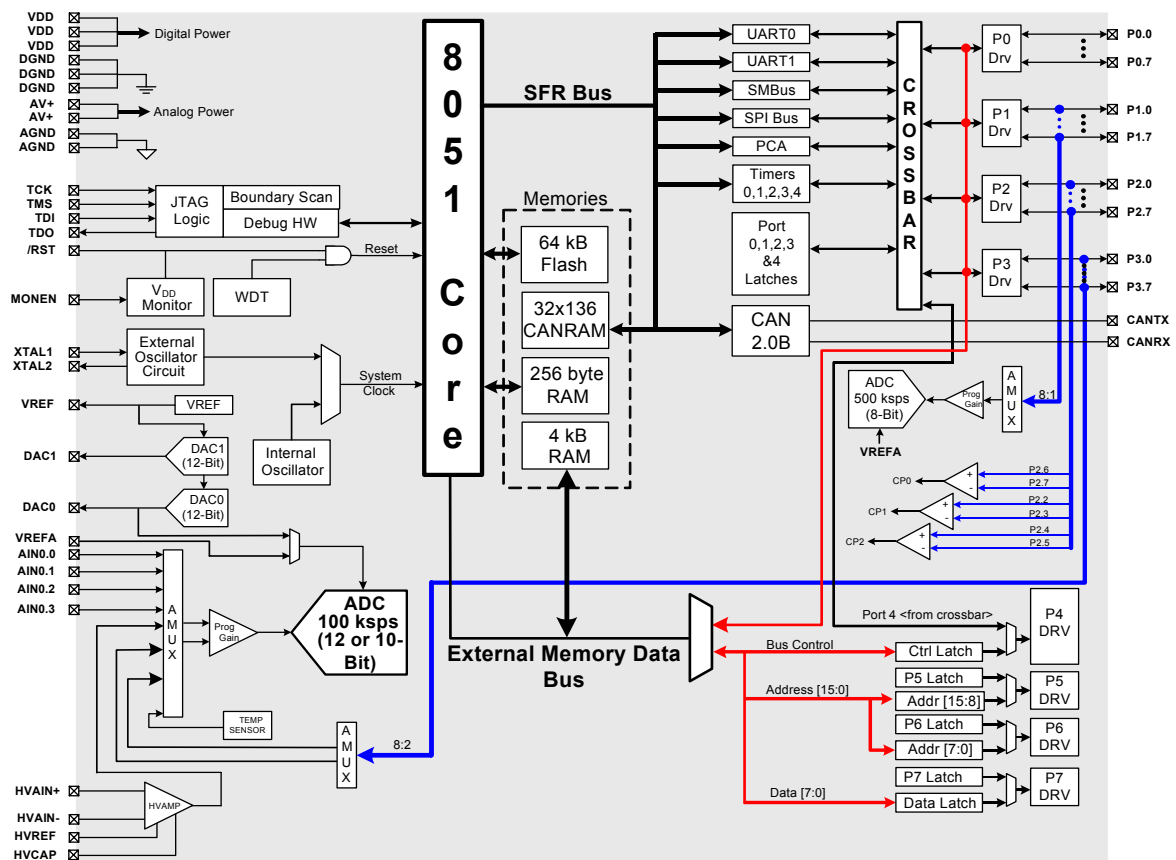 VDD
VDD
VDD
Digital Power
DGND
DGND
DGND
AV+
AV+
Analog Power
AGND
AGND
TCK
TMS
TDI
TDO
JTAG
Logic
Boundary Scan
Debug HW
/RST
Reset
MONEN
VDD
Monitor
WDT
XTAL1
XTAL2
External
Oscillator
Circuit
System
Clock
Internal
Oscillator
VREF
VREF
DAC1
DAC1
(12-Bit)
DAC0
DAC0
(12-Bit)
VREFA
AIN0.0
AIN0.1
AIN0.2
AIN0.3
A
M
U
X
Prog
Gain
ADC
100 ksps
(12 or 10-
Bit)
TEMP
SENSOR
A
M
U
X
8:2
HVAIN+
HVAIN-
HVREF
HVCAP
HVAMP
8
0
5
1
C
o
r
e
SFR Bus
Memories
64 kB
Flash
32x136
CANRAM
256 byte
RAM
4 kB
RAM
External Memory Data
Bus
UART0
UART1
SMBus
SPI Bus
PCA
Timers
0,1,2,3,4
Port
0,1,2,3
&4
Latches
CAN
2.0B
C
R
O
S
S
B
A
R
P0
Drv
P1
Drv
P2
Drv
P3
Drv
P0.0
P0.7
P1.0
P1.7
P2.0
P2.7
P3.0
P3.7
CANTX
CANRX
ADC
500 ksps
(8-Bit)
Prog
Gain
A
M
U
X
8:1
VREFA
CP0
+
-
P2.6
P2.7
CP1
+
-
P2.2
P2.3
CP2
+
-
P2.4
P2.5
Port 4 <from crossbar>
Bus Control
Ctrl Latch
P4
DRV
Address [15:0]
P5 Latch
Addr [15:8]
P5
DRV
P6 Latch
Addr [7:0]
P6
DRV
Data [7:0]
P7 Latch
Data Latch
P7
DRV